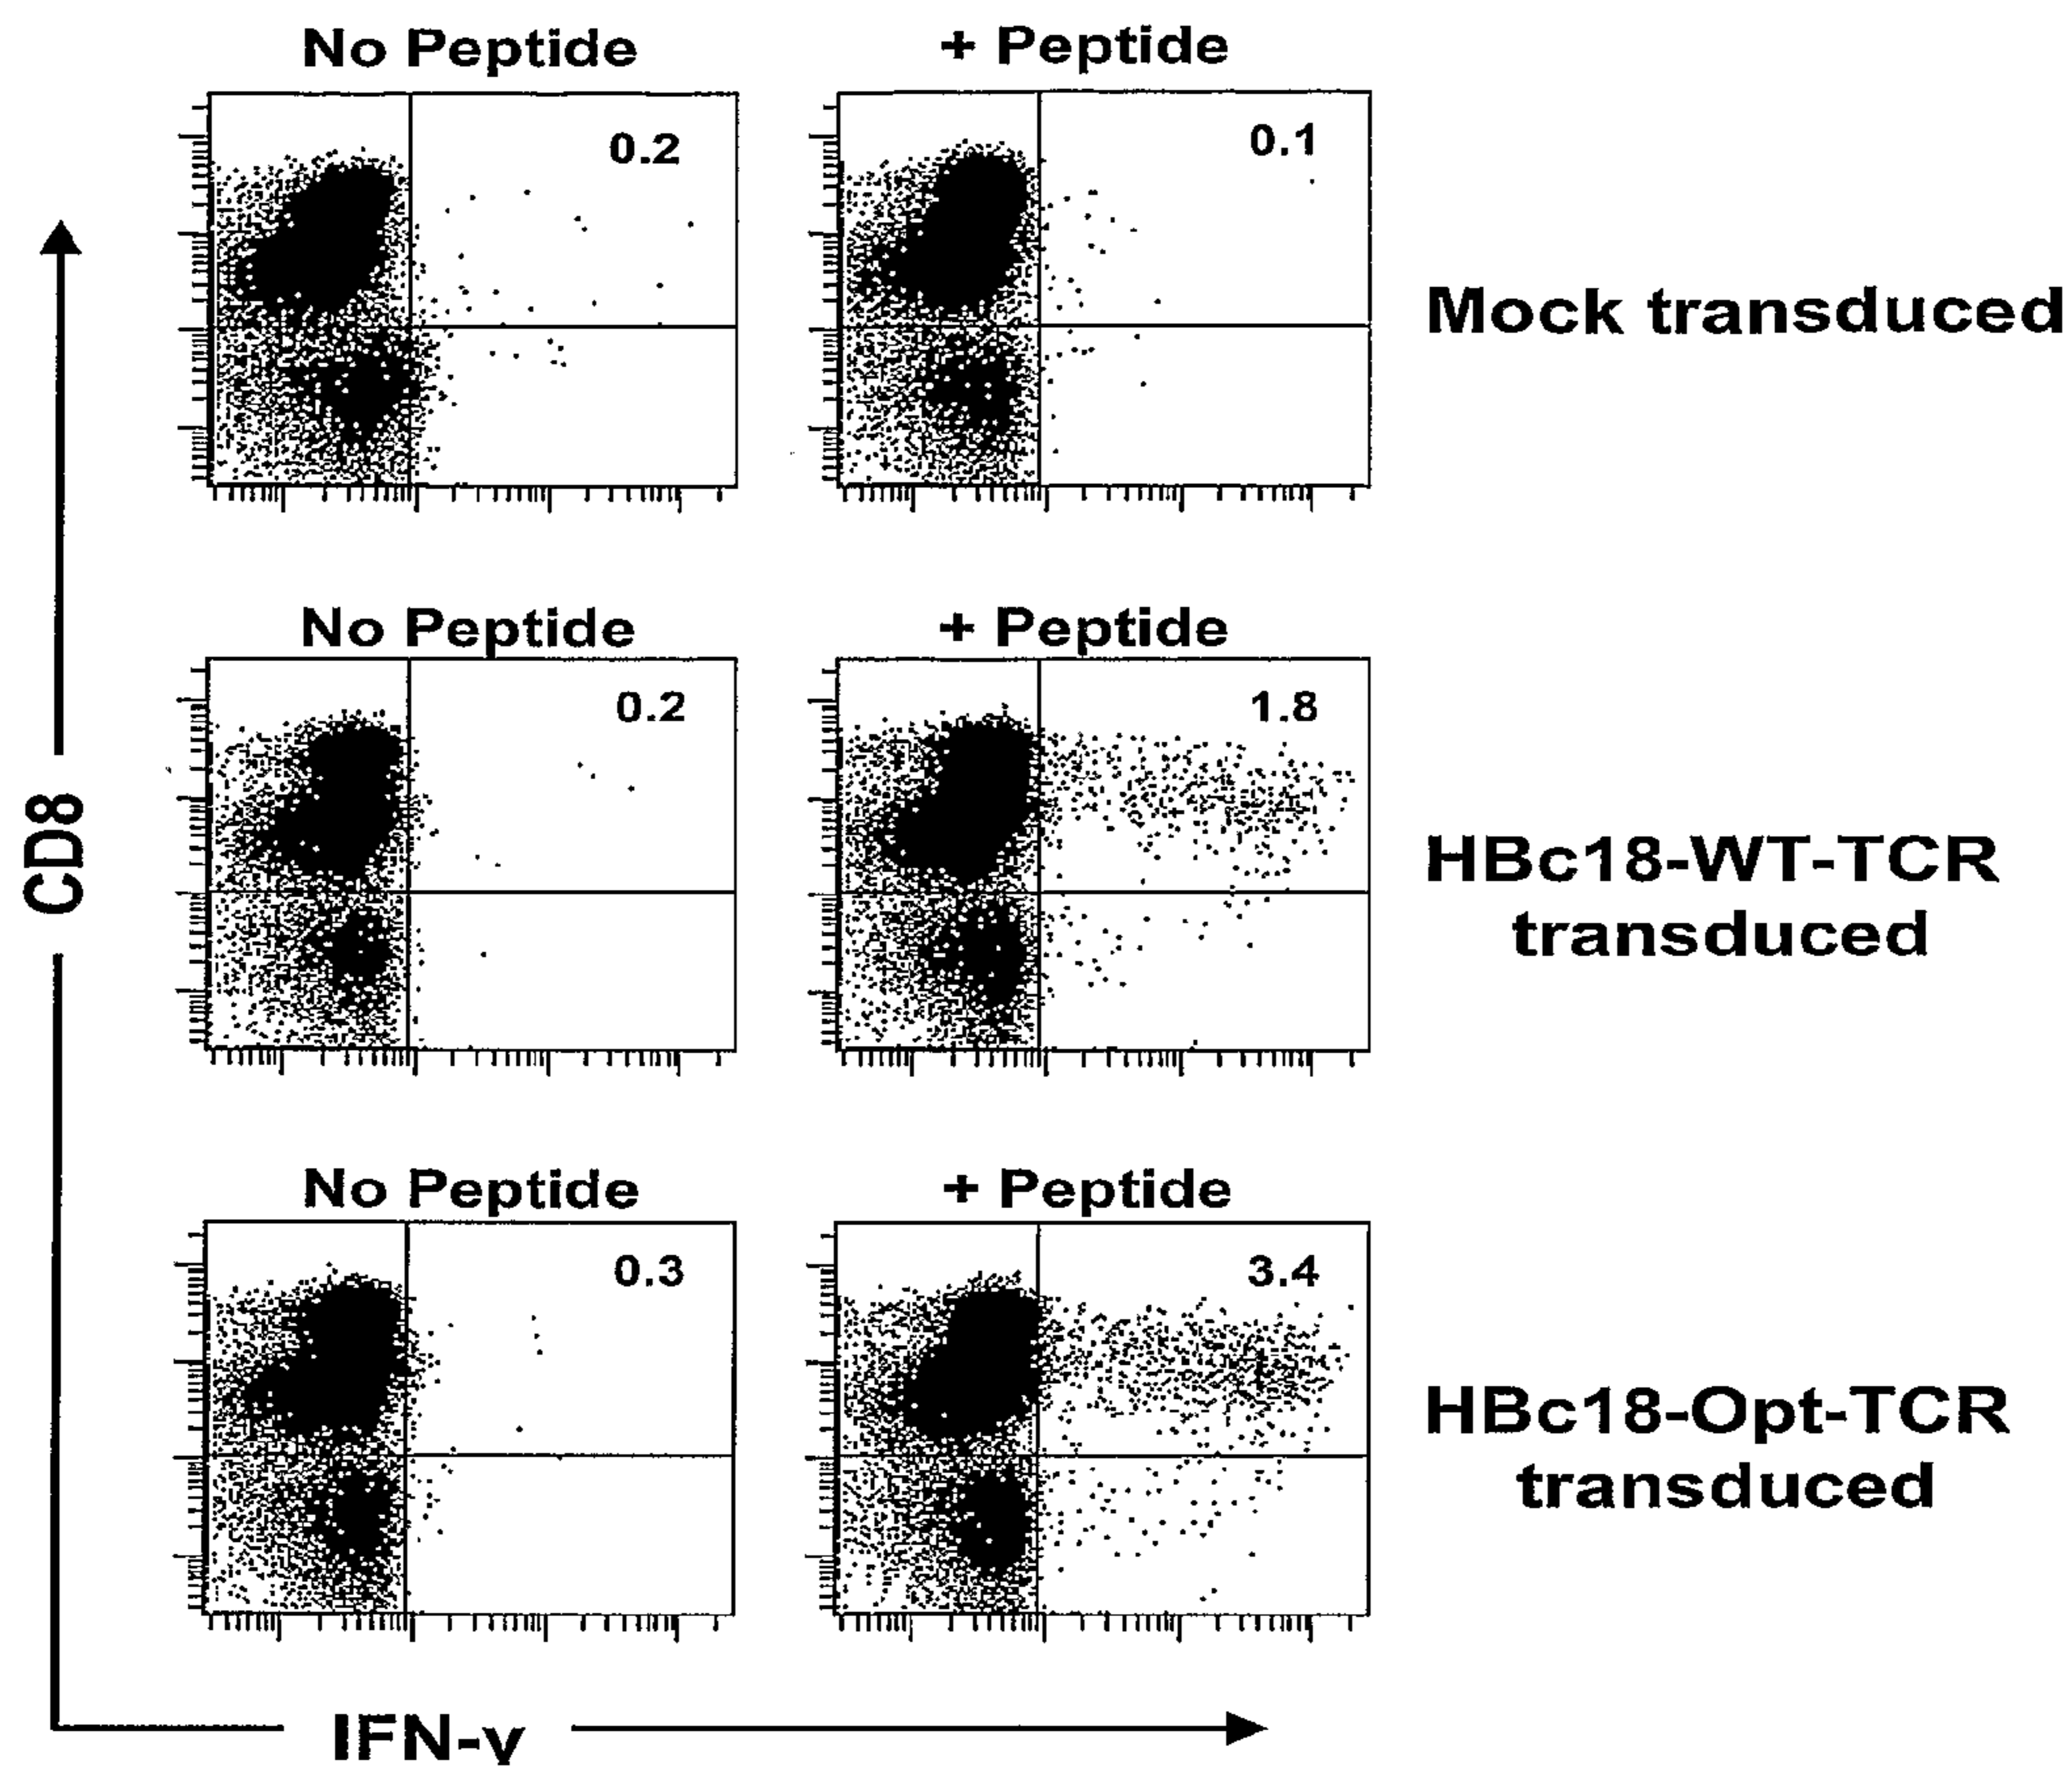 No Peptide
+ Peptide
0.2
0.1
Mock transduced
No Peptide
+ Peptide
0.2
1.8
HBc18-WT-TCR
transduced
CD8
No Peptide
+ Peptide
0.3
3.4
HBc18-Opt-TCR
transduced
IFN-γ